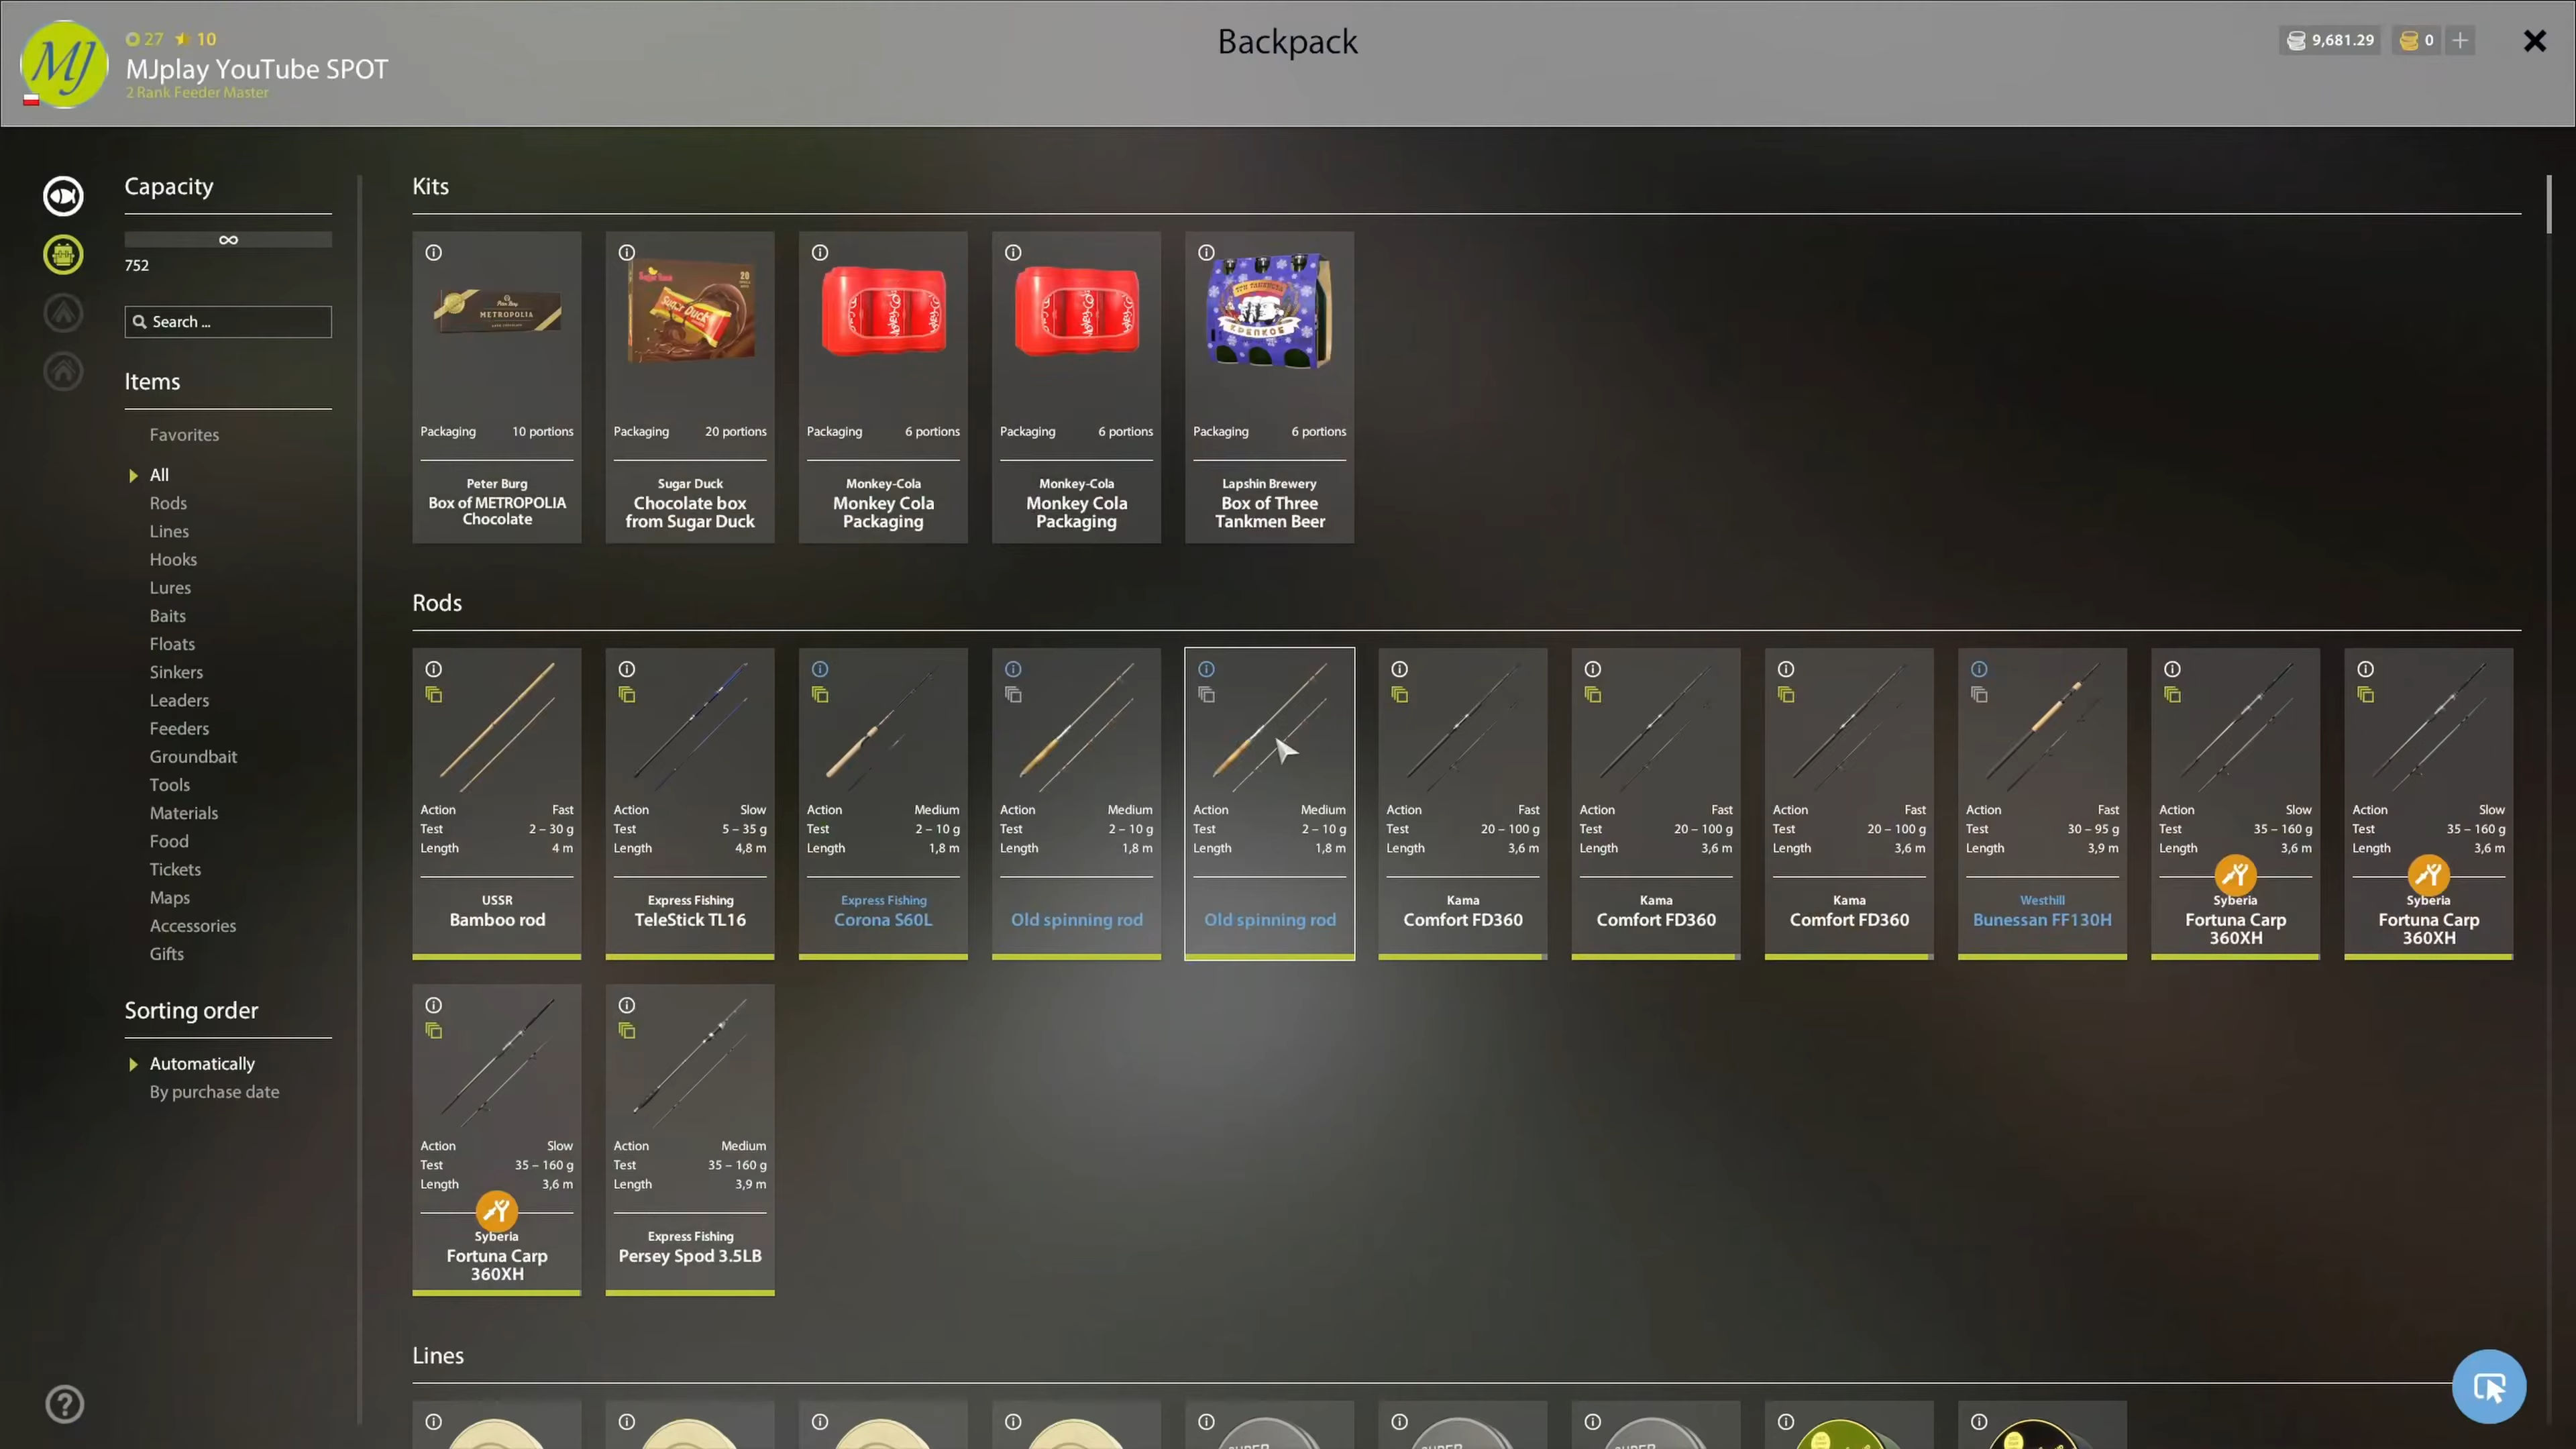 27 10
Backpack
9,681.29 0
MJ
MJplay YouTube SPOT
2 Rank Feeder Master
Capacity
∞
752
Search ...
Items
Favorites
All
Rods
Lines
Hooks
Lures
Baits
Floats
Sinkers
Leaders
Feeders
Groundbait
Tools
Materials
Food
Tickets
Maps
Accessories
Gifts
Sorting order
Automatically
By purchase date
Kits
METROPOLIA
Packaging 10 portions
Peter Burg
Box of METROPOLIA
Chocolate
20
Packaging 20 portions
Sugar Duck
Chocolate box
from Sugar Duck
Packaging 6 portions
Monkey-Cola
Monkey Cola
Packaging
Packaging 6 portions
Monkey-Cola
Monkey Cola
Packaging
ТРИ ТАНКИСТА
КРЕПКОЕ
Packaging 6 portions
Lapshin Brewery
Box of Three
Tankmen Beer
Rods
Action Fast
Test 2 – 30 g
Length 4 m
USSR
Bamboo rod
Action Slow
Test 5 – 35 g
Length 4,8 m
Express Fishing
TeleStick TL16
Action Medium
Test 2 – 10 g
Length 1,8 m
Express Fishing
Corona S60L
Action Medium
Test 2 – 10 g
Length 1,8 m
Old spinning rod
Action Medium
Test 2 – 10 g
Length 1,8 m
Old spinning rod
Action Fast
Test 20 – 100 g
Length 3,6 m
Kama
Comfort FD360
Action Fast
Test 20 – 100 g
Length 3,6 m
Kama
Comfort FD360
Action Fast
Test 20 – 100 g
Length 3,6 m
Kama
Comfort FD360
Action Fast
Test 30 – 95 g
Length 3,9 m
Westhill
Bunessan FF130H
Action Slow
Test 35 – 160 g
Length 3,6 m
Syberia
Fortuna Carp
360XH
Action Slow
Test 35 – 160 g
Length 3,6 m
Syberia
Fortuna Carp
360XH
Action Slow
Test 35 – 160 g
Length 3,6 m
Syberia
Fortuna Carp
360XH
Action Medium
Test 35 – 160 g
Length 3,9 m
Express Fishing
Persey Spod 3.5LB
Lines